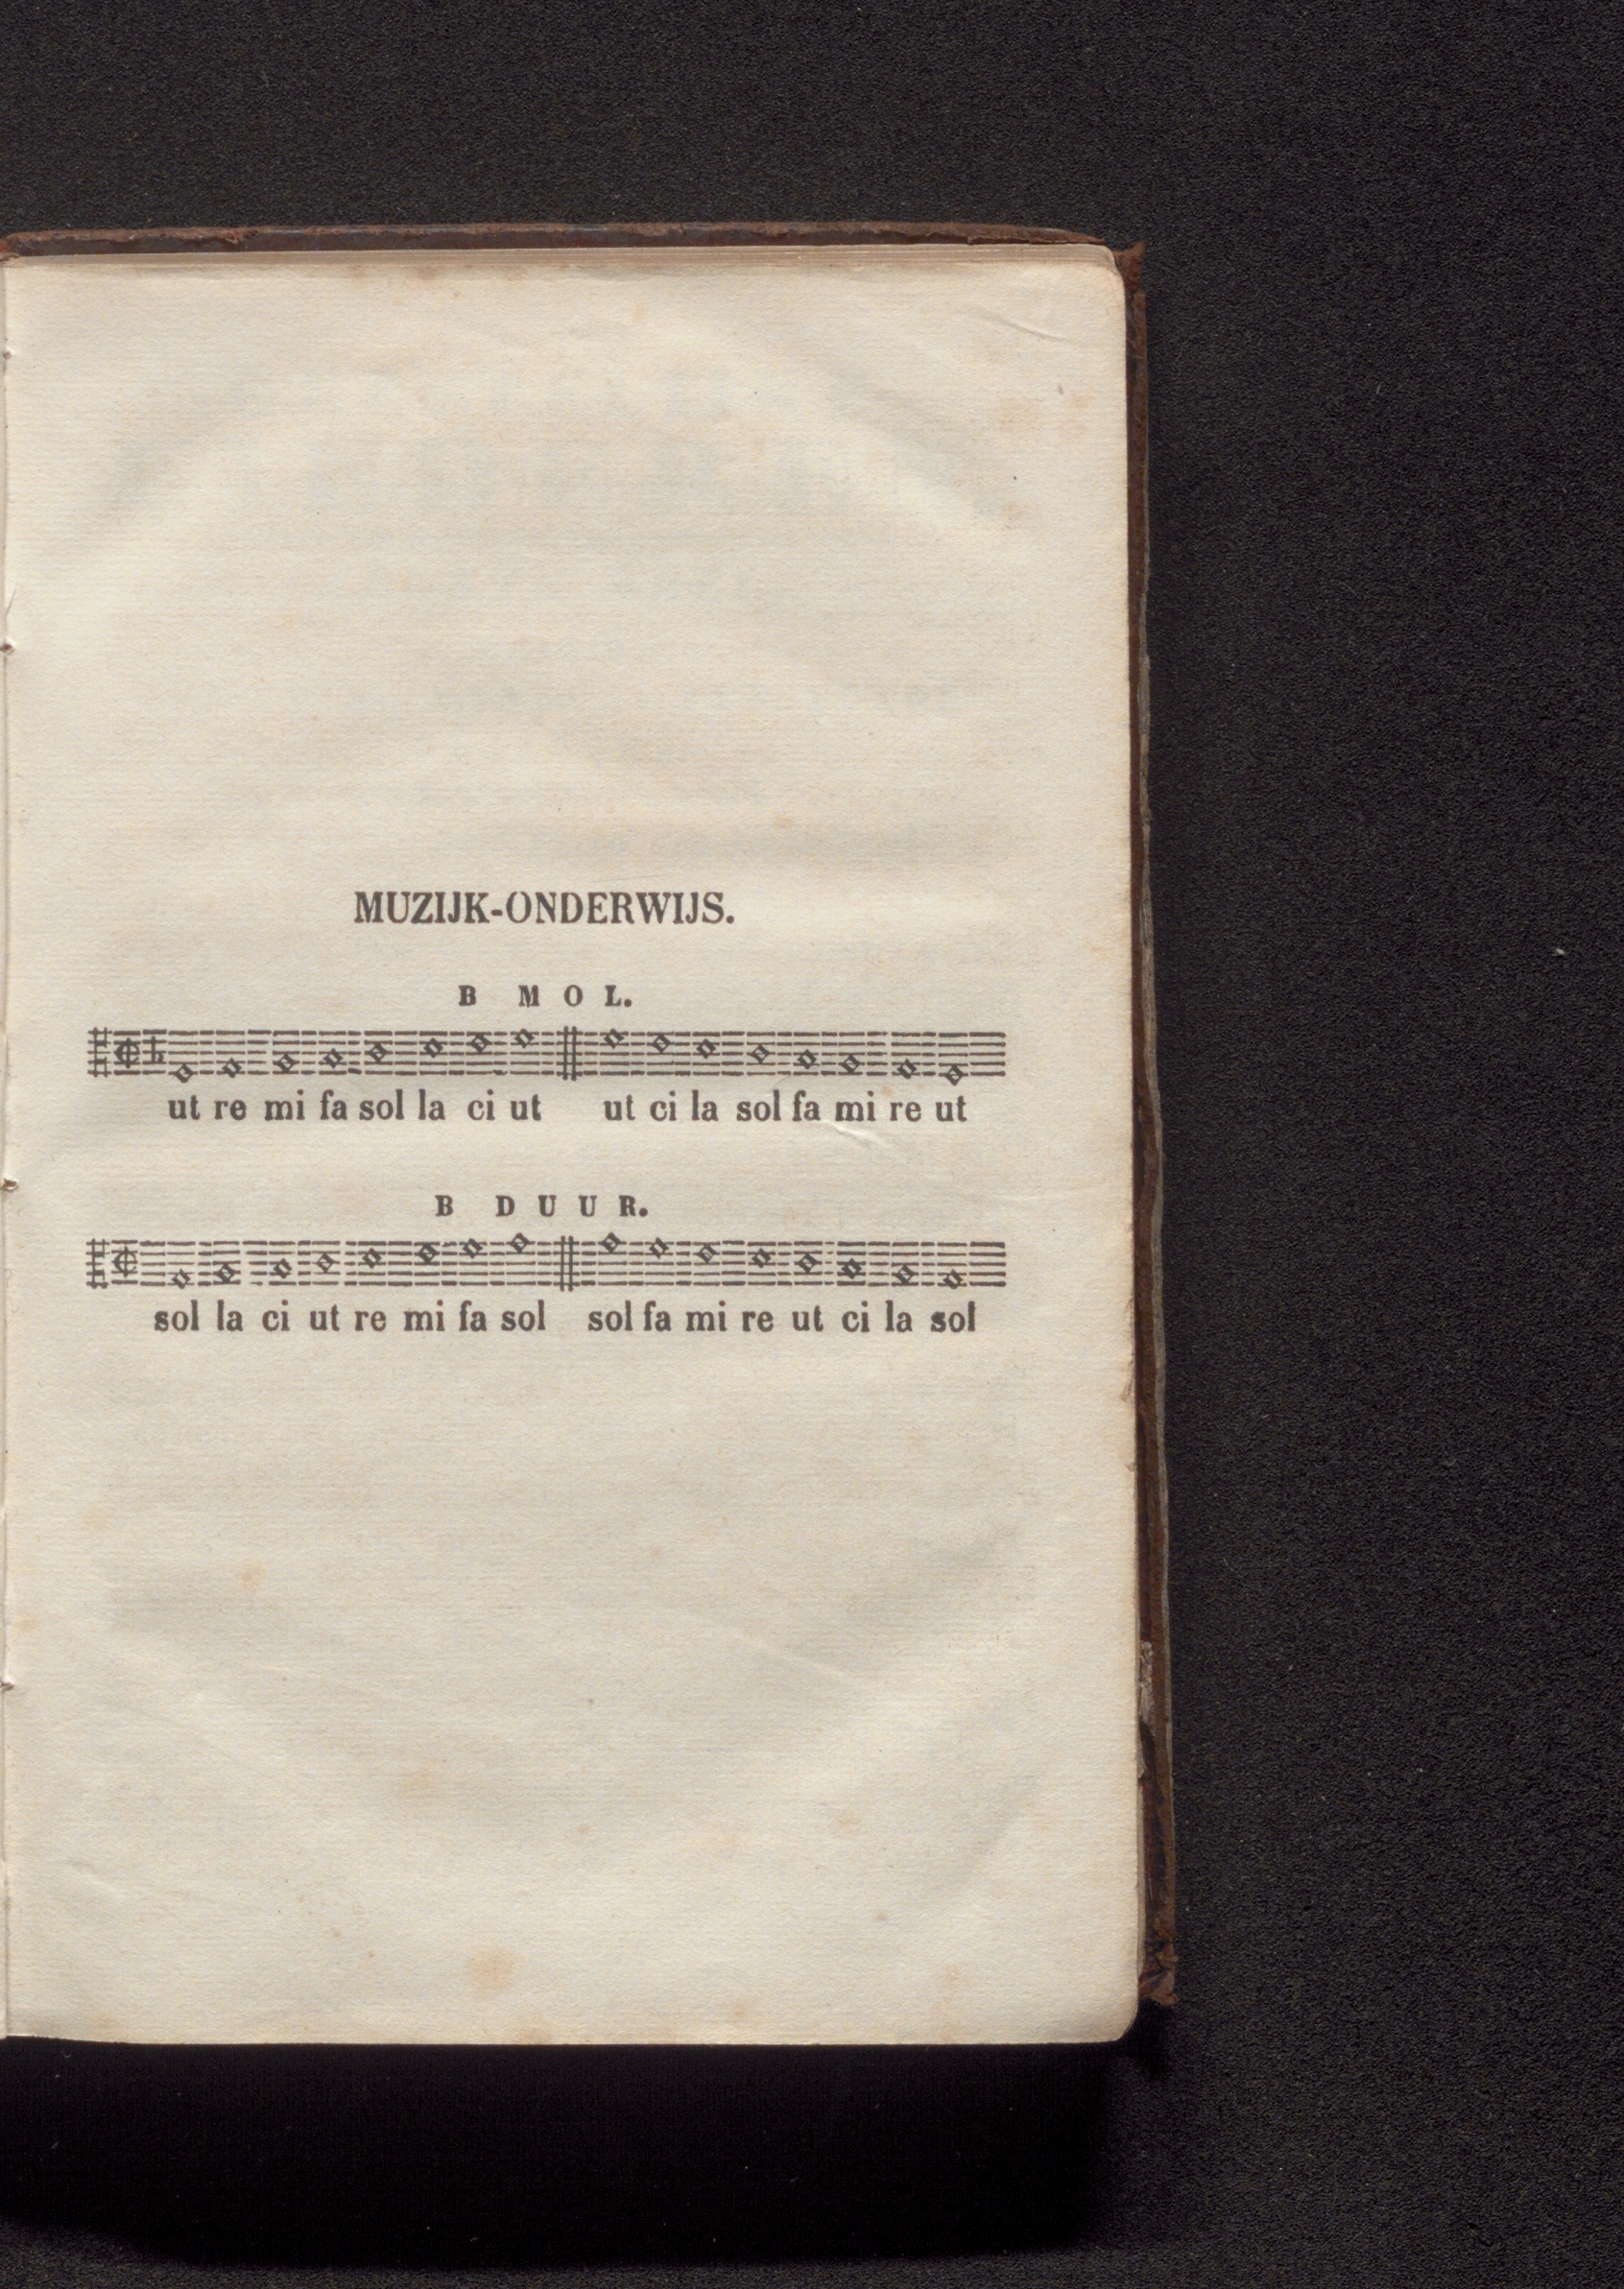 MUZIJK-ONDERWIJS.
B MOL.
ut re mi fa sol la ci ut ut ci la sol fa mi re ut
B DUUR.
sol la ci ut re mi fa sol sol fa mi re ut ci la sol